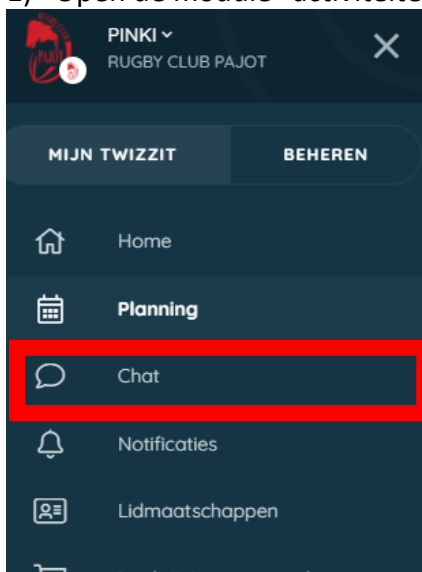 PINKI
RUGBY CLUB PAJOT
MIJN TWIZZIT
BEHEREN
Home
Planning
Chat
Notificaties
Lidmaatschappen